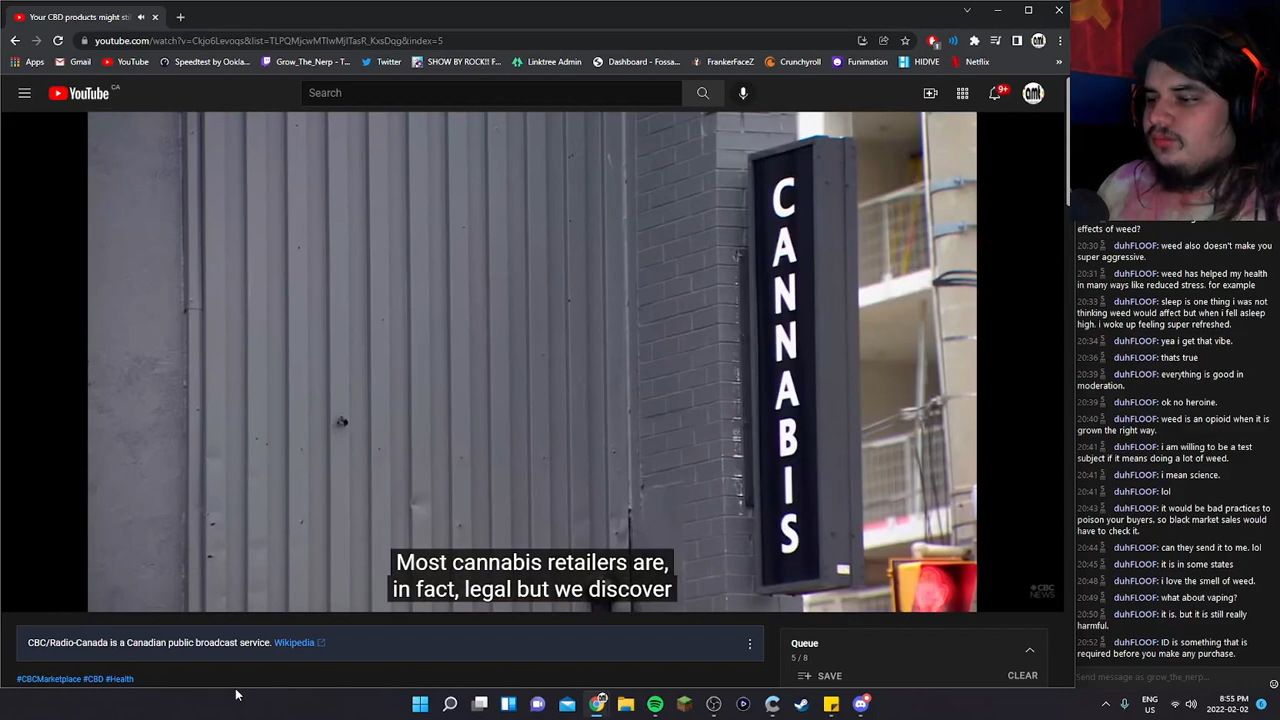 Your CBD products might sti
youtube.com/watch?v=Ckjo6Levoqs&list=TLPQMjcwMTIwMjITasR_KxsDqg&index=5
Apps Gmail YouTube Speedtest by Ookla... Grow_The_Nerp - T... Twitter SHOW BY ROCK!! F... Linktree Admin Dashboard - Fossa... FrankerFaceZ Crunchyroll Funimation HIDIVE Netflix
YouTube CA
Search
9+
amt
CANNABIS
Most cannabis retailers are,
in fact, legal but we discover
CBC
NEWS
CBC/Radio-Canada is a Canadian public broadcast service. Wikipedia
#CBCMarketplace #CBD #Health
Queue
5 / 8
SAVE
CLEAR
effects of weed?
20:30 duhFLOOF: weed also doesn't make you
super aggressive.
20:31 duhFLOOF: weed has helped my health
in many ways like reduced stress. for example
20:33 duhFLOOF: sleep is one thing i was not
thinking weed would affect but when i fell asleep
high. i woke up feeling super refreshed.
20:34 duhFLOOF: yea i get that vibe.
20:36 duhFLOOF: thats true
20:39 duhFLOOF: everything is good in
moderation.
20:39 duhFLOOF: ok no heroine.
20:40 duhFLOOF: weed is an opioid when it is
grown the right way.
20:41 duhFLOOF: i am willing to be a test
subject if it means doing a lot of weed.
20:41 duhFLOOF: i mean science.
20:41 duhFLOOF: lol
20:43 duhFLOOF: it would be bad practices to
poison your buyers. so black market sales would
have to check it.
20:44 duhFLOOF: can they send it to me. lol
20:45 duhFLOOF: it is in some states
20:48 duhFLOOF: i love the smell of weed.
20:49 duhFLOOF: what about vaping?
20:50 duhFLOOF: it is. but it is still really
harmful.
20:52 duhFLOOF: ID is something that is
required before you make any purchase.
Send message as grow_the_nerp...
ENG
US
8:55 PM
2022-02-02